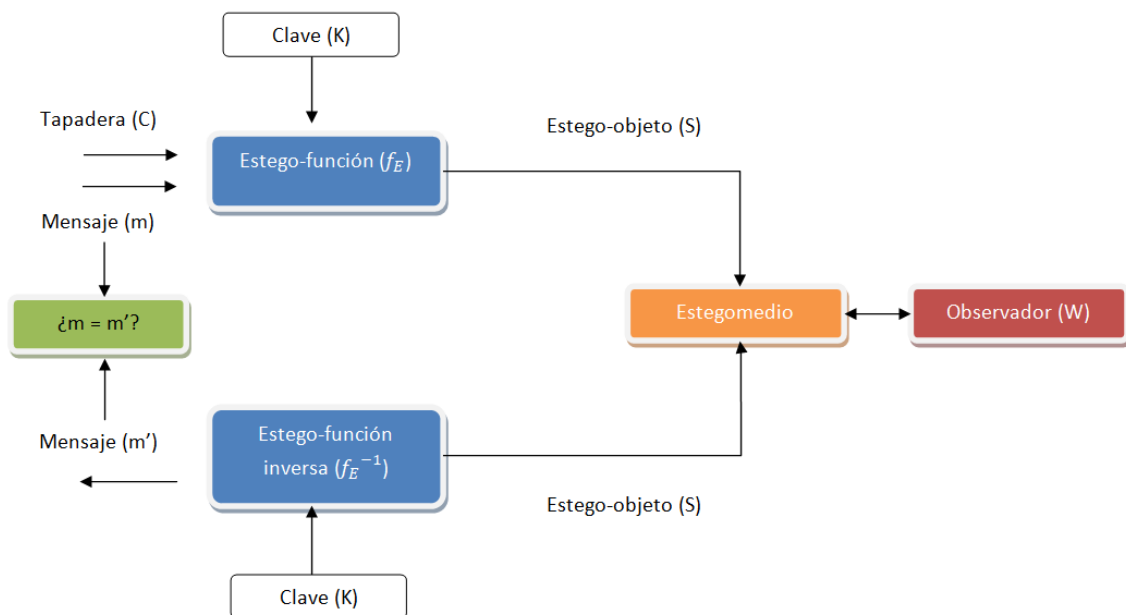 Clave (K)
Tapadera (C)
Estego-objeto (S)
Estego-función (f_E)
Mensaje (m)
¿m = m’?
Estegomedio
Observador (W)
Mensaje (m’)
Estego-función
inversa (f_E⁻¹)
Estego-objeto (S)
Clave (K)